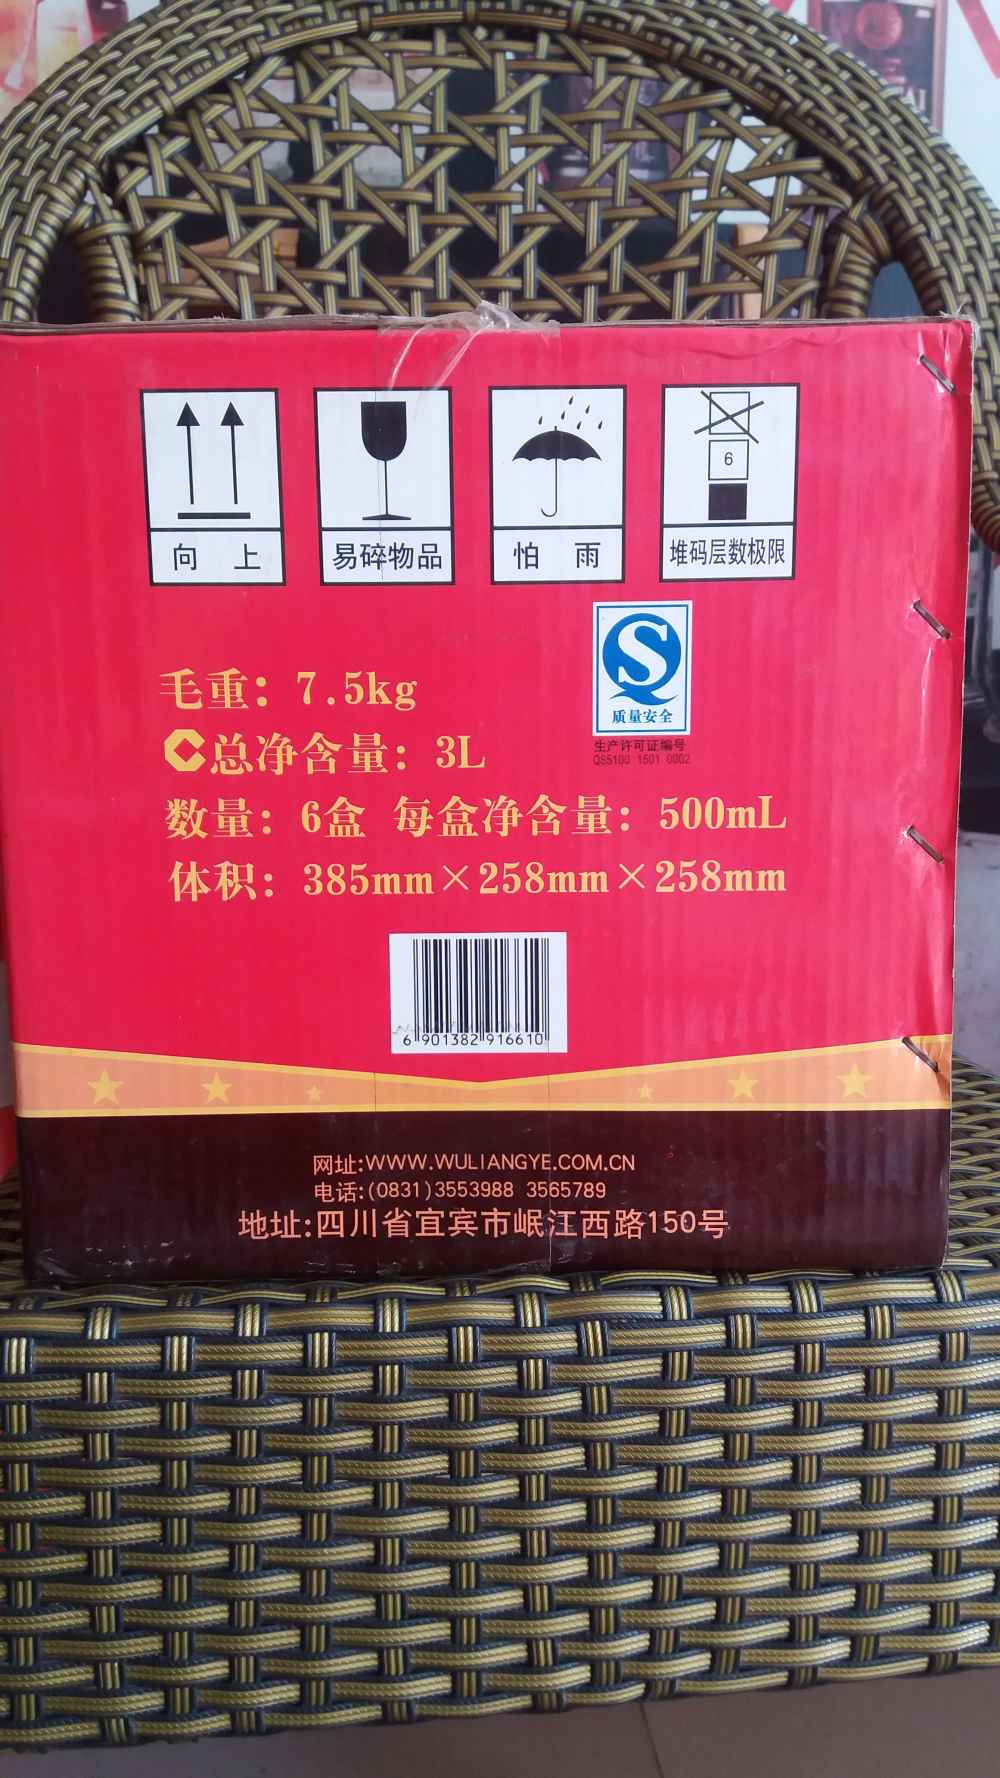 6
向 上
易碎物品
怕 雨
堆码层数极限
S
质量安全
生产许可证编号
QS5100 1501 0002
毛重：7.5kg
总净含量：3L
数量：6盒 每盒净含量：500mL
体积：385mm×258mm×258mm
6 901382 916610
网址:WWW.WULIANGYE.COM.CN
电话:(0831)3553988 3565789
地址:四川省宜宾市岷江西路150号